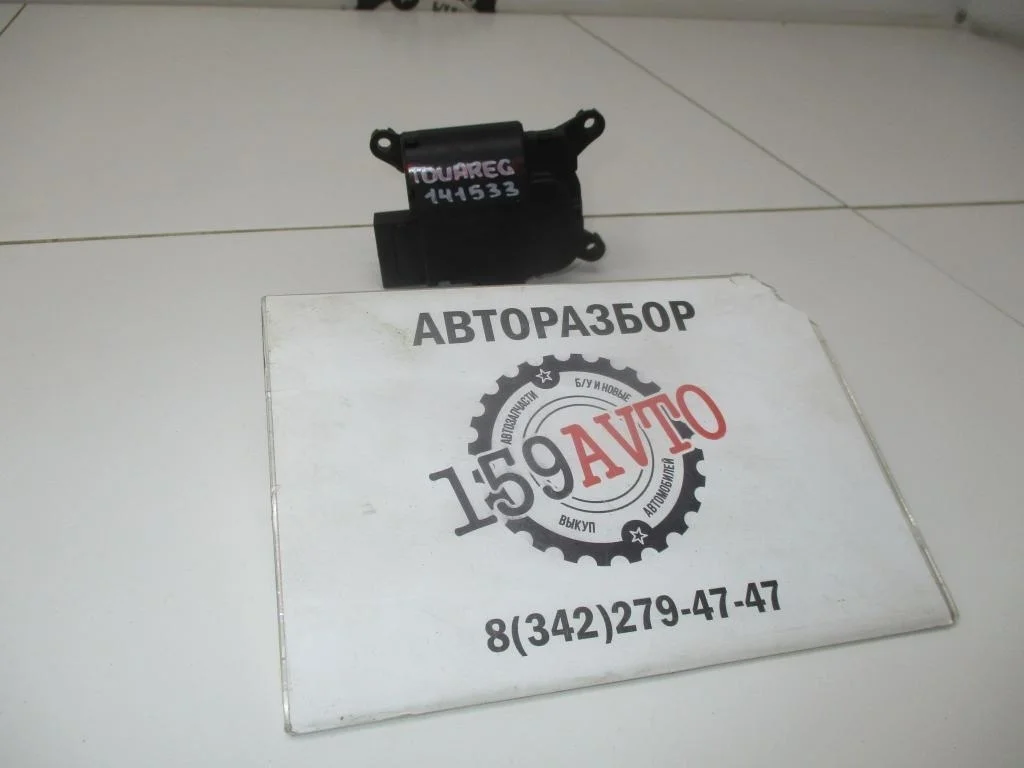 TOUAREG
141533
АВТОРАЗБОР
АВТОЗАПЧАСТИ
Б/У И НОВЫЕ
159AVTO
ВЫКУП
АВТОМОБИЛЕЙ
8(342)279-47-47